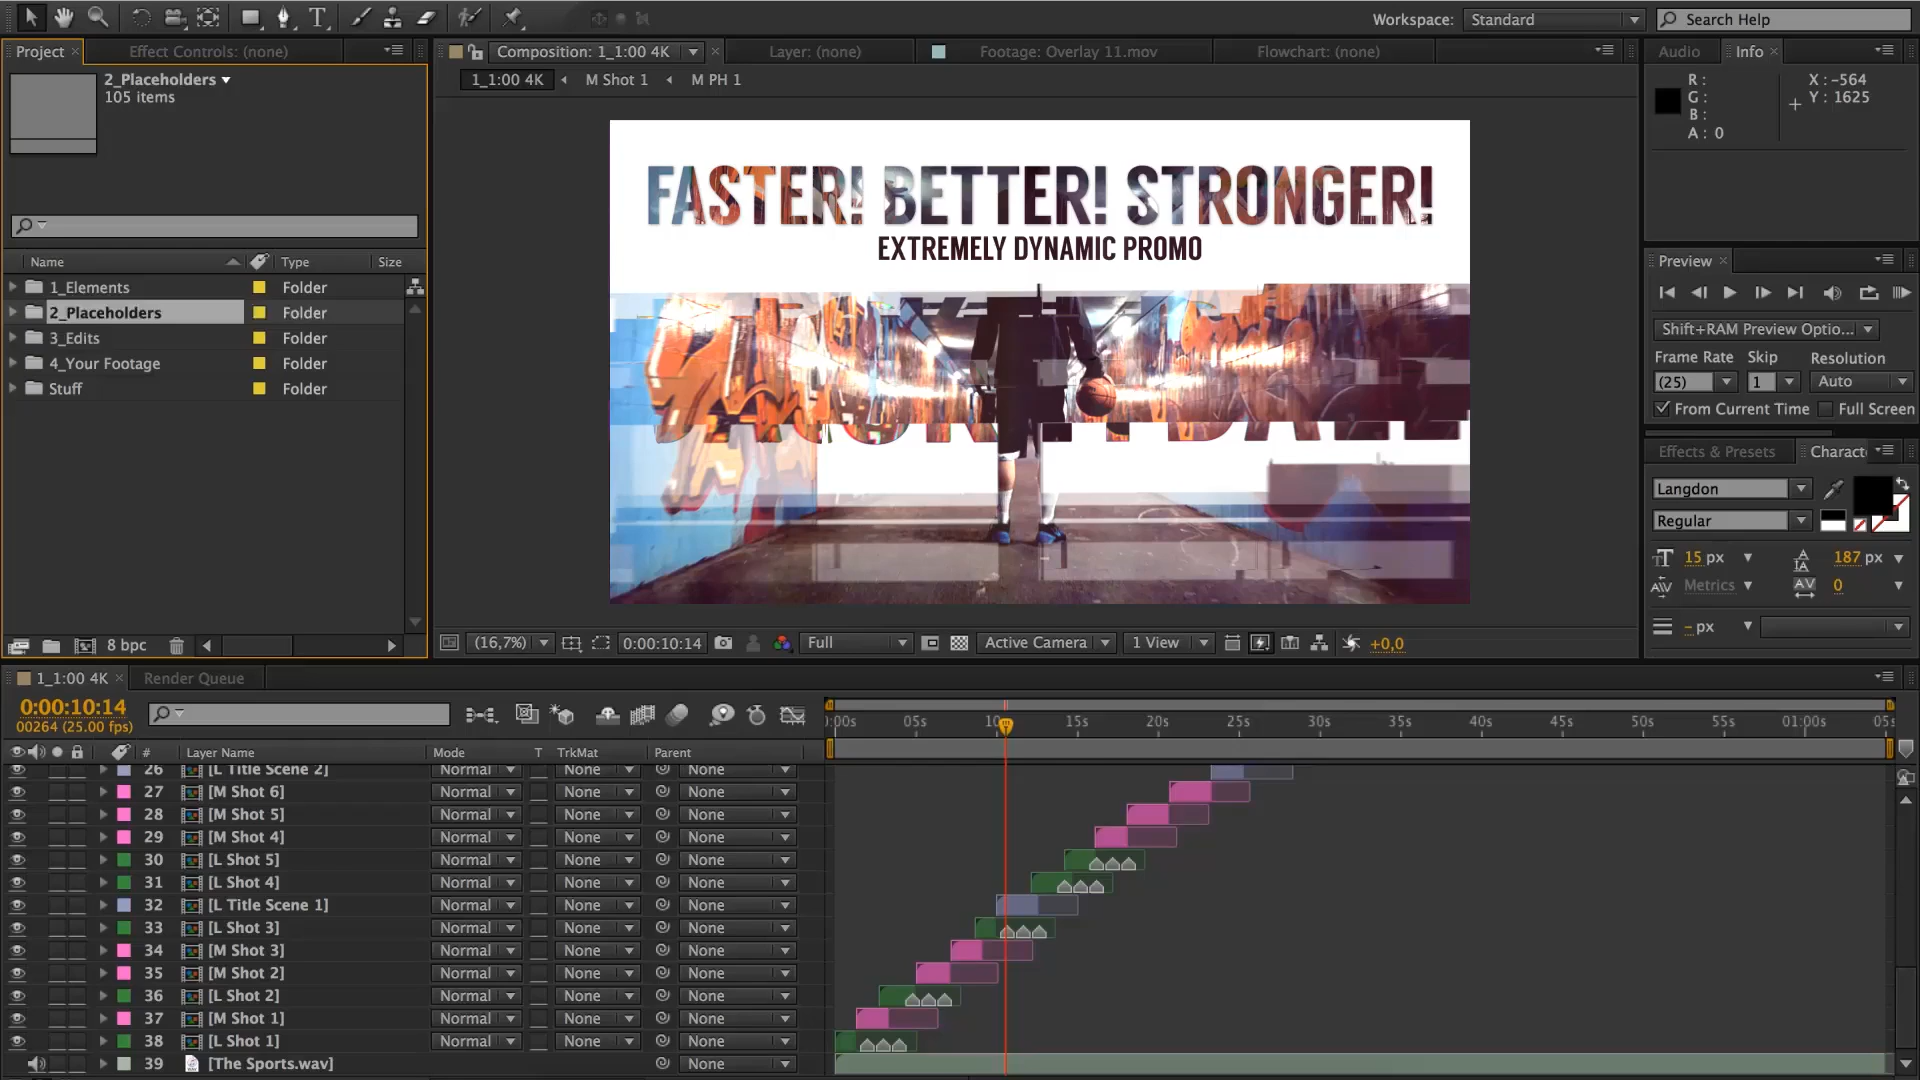 Workspace: Standard Search Help
Project × Effect Controls: (none)
Composition: 1_1:00 4K × Layer: (none) Footage: Overlay 11.mov Flowchart: (none)
Audio Info ×
2_Placeholders
105 items
1_1:00 4K M Shot 1 M PH 1
R :
G :
B :
A : 0
X : -564
Y : 1625
FASTER! BETTER! STRONGER!
EXTREMELY DYNAMIC PROMO
Name Type Size
1_Elements Folder
2_Placeholders Folder
3_Edits Folder
4_Your Footage Folder
Stuff Folder
8 bpc
Preview ×
Shift+RAM Preview Optio...
Frame Rate Skip Resolution
(25) 1 Auto
From Current Time Full Screen
Effects & Presets Charact
Langdon
Regular
15 px 187 px
Metrics 0
- px
(16,7%) 0:00:10:14 Full Active Camera 1 View +0,0
1_1:00 4K × Render Queue
0:00:10:14
00264 (25.00 fps)
):00s 05s 10s 15s 20s 25s 30s 35s 40s 45s 50s 55s 01:00s 05s
# Layer Name Mode T TrkMat Parent
26 [L Title Scene 2] Normal None None
27 [M Shot 6] Normal None None
28 [M Shot 5] Normal None None
29 [M Shot 4] Normal None None
30 [L Shot 5] Normal None None
31 [L Shot 4] Normal None None
32 [L Title Scene 1] Normal None None
33 [L Shot 3] Normal None None
34 [M Shot 3] Normal None None
35 [M Shot 2] Normal None None
36 [L Shot 2] Normal None None
37 [M Shot 1] Normal None None
38 [L Shot 1] Normal None None
39 [The Sports.wav] None